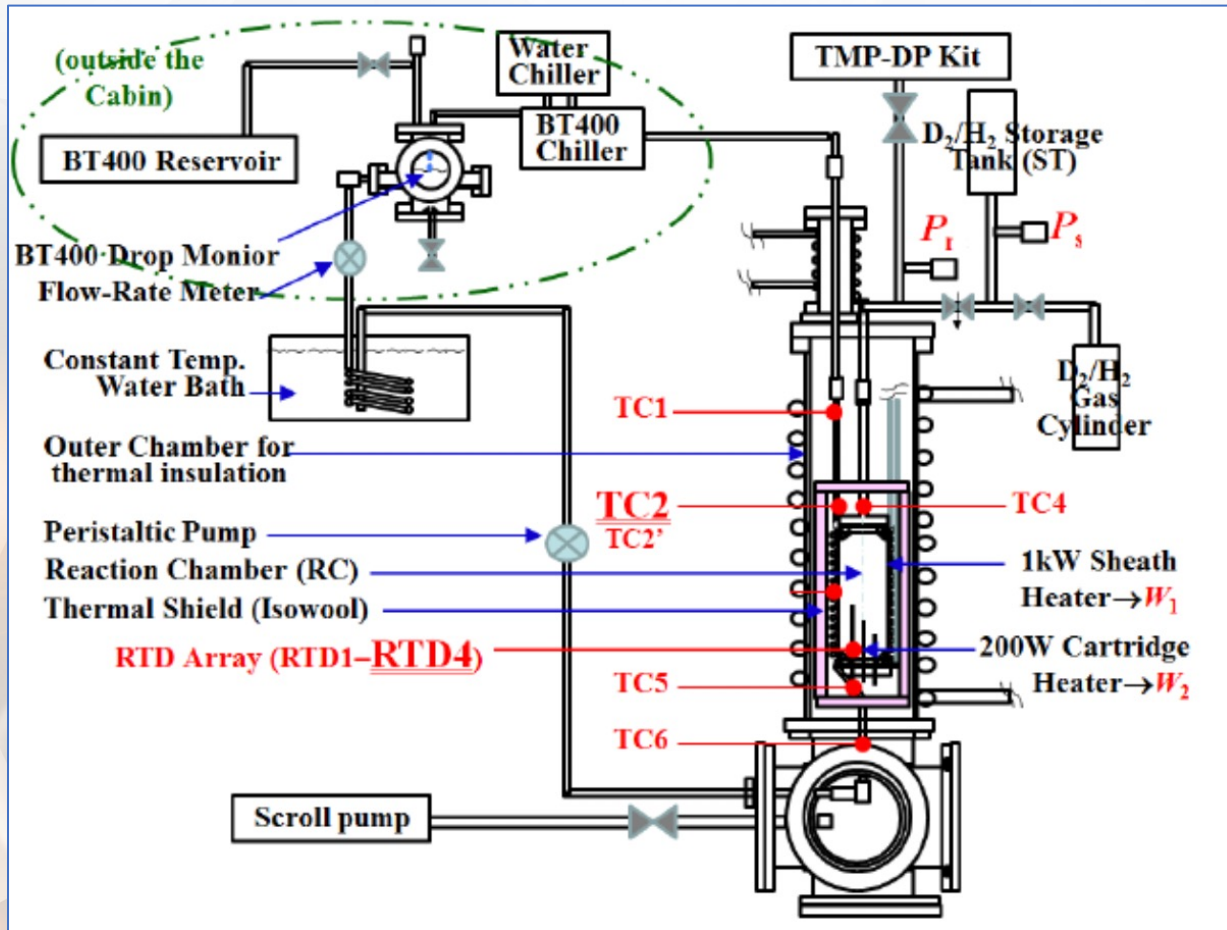 (outside the
Cabin)
Water
Chiller
TMP-DP Kit
BT400 Reservoir
BT400
Chiller
D₂/H₂ Storage
Tank (ST)
Pᵣ
Pₛ
BT400 Drop Monior
Flow-Rate Meter
Constant Temp.
Water Bath
D₂/H₂
Gas
Cylinder
TC1
Outer Chamber for
thermal insulation
TC2
TC2'
TC4
Peristaltic Pump
Reaction Chamber (RC)
Thermal Shield (Isowool)
1kW Sheath
Heater→W₁
RTD Array (RTD1–RTD4)
200W Cartridge
Heater→W₂
TC5
TC6
Scroll pump